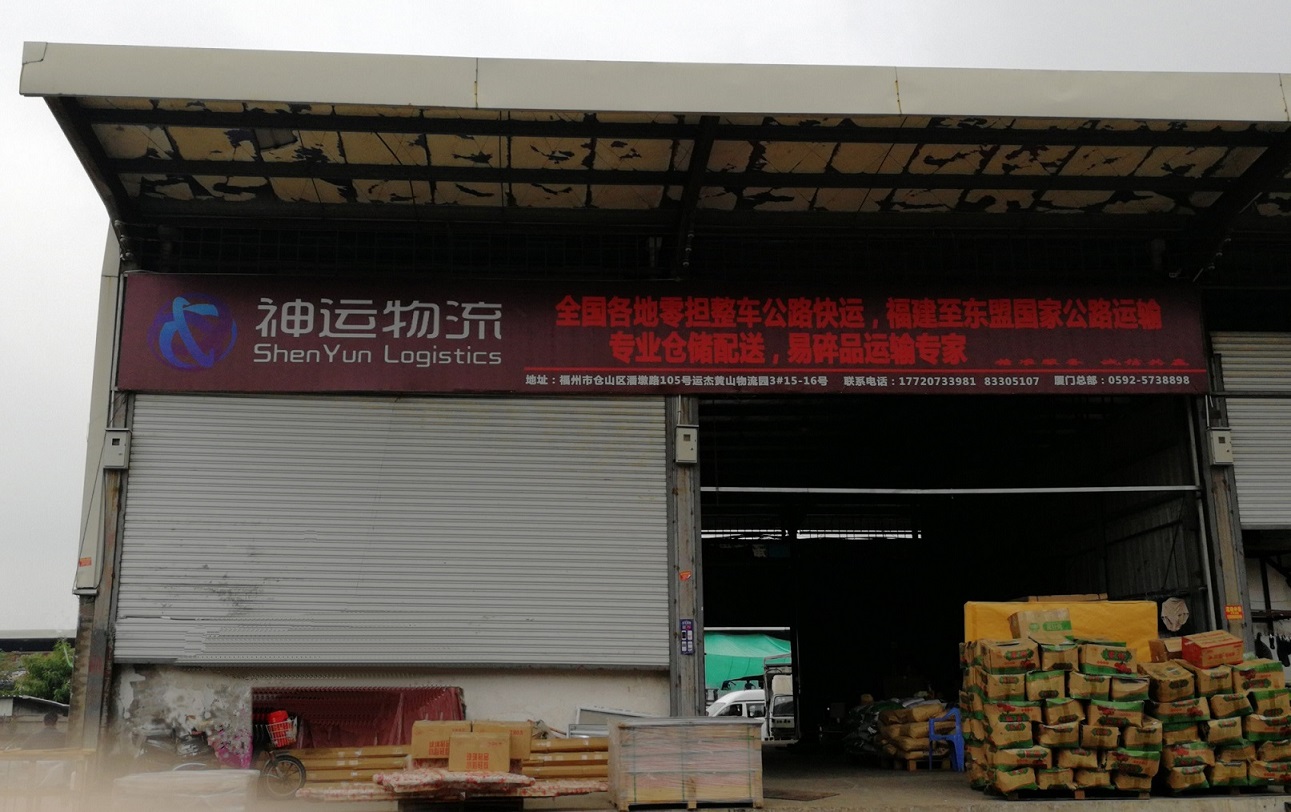 神运物流
ShenYun Logistics
全国各地零担整车公路快运，福建至东盟国家公路运输
专业仓储配送，易碎品运输专家
地址：福州市仓山区潘墩路105号运杰黄山物流园3#15-16号 联系电话：17720733981 83305107 厦门总部：0592-5738898